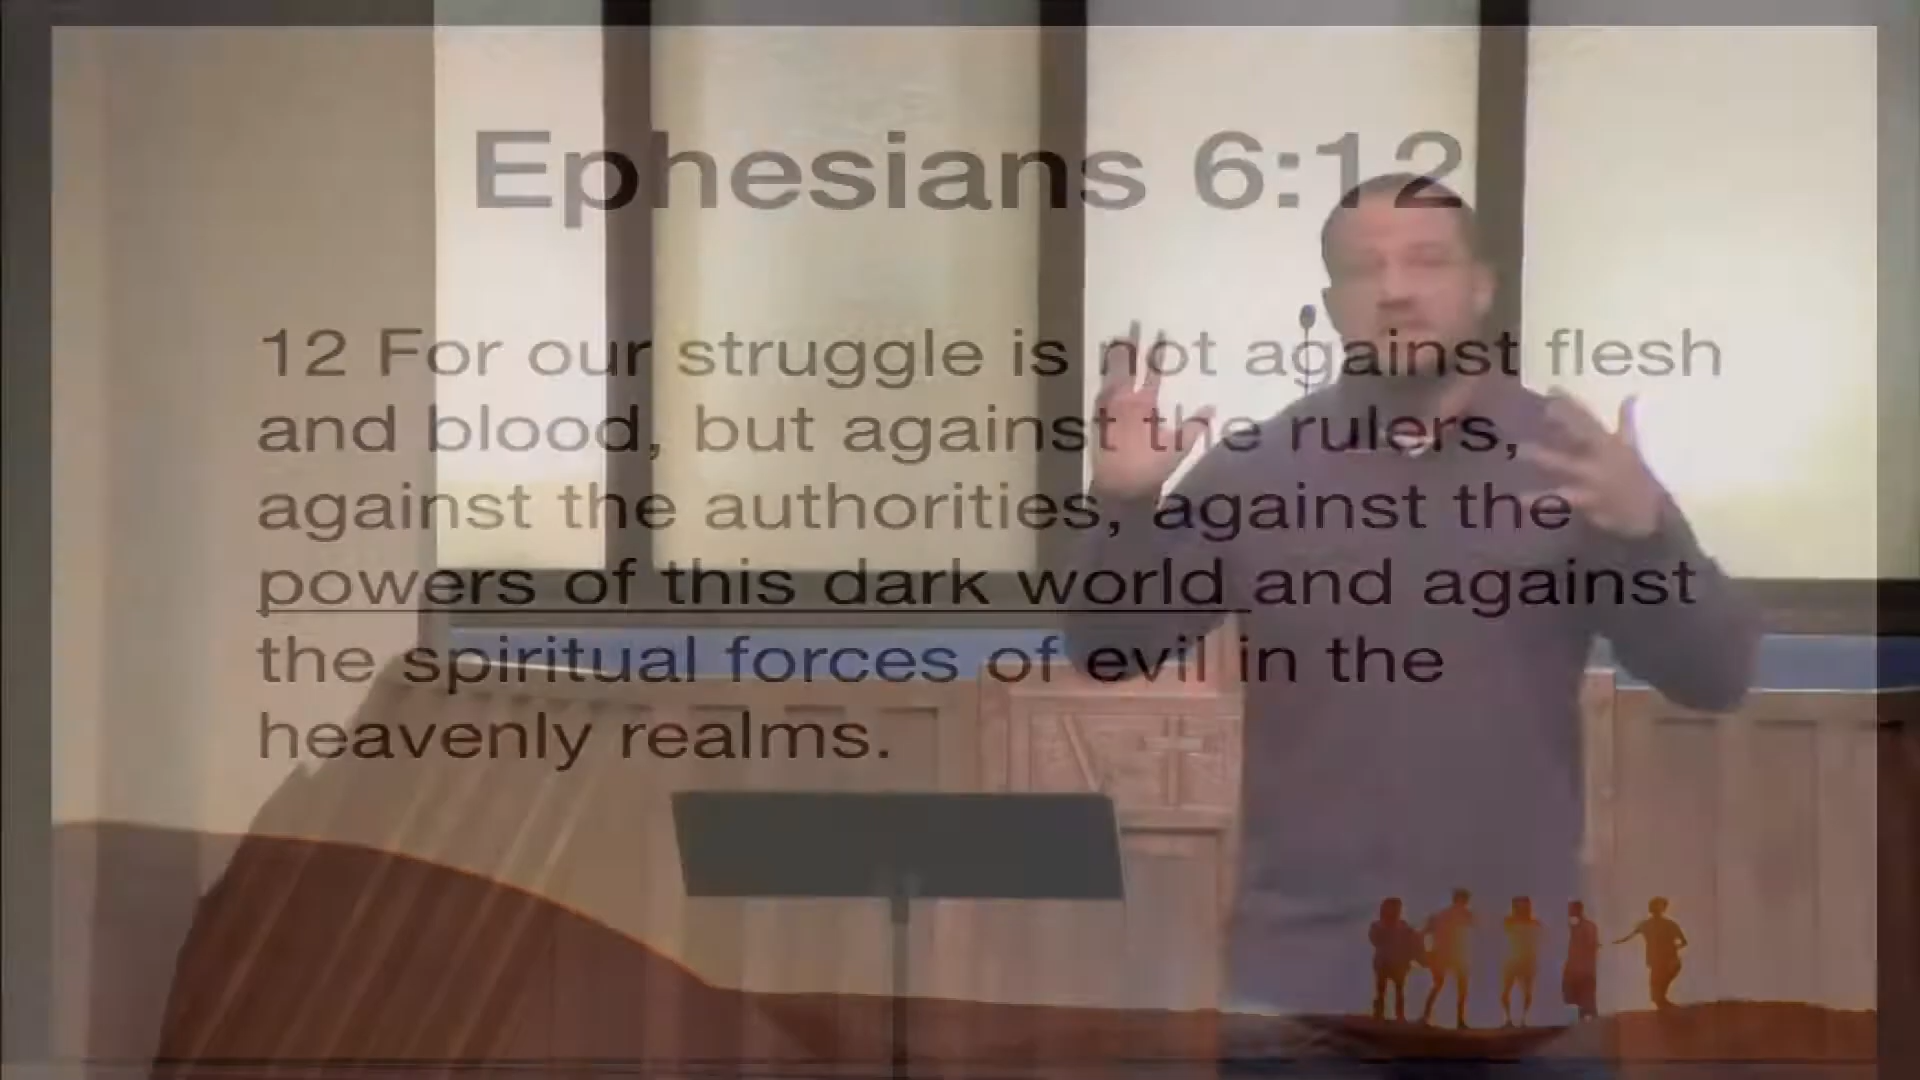 Ephesians 6:12
12 For our struggle is not against flesh
and blood, but against the rulers,
against the authorities, against the
powers of this dark world and against
the spiritual forces of evil in the
heavenly realms.